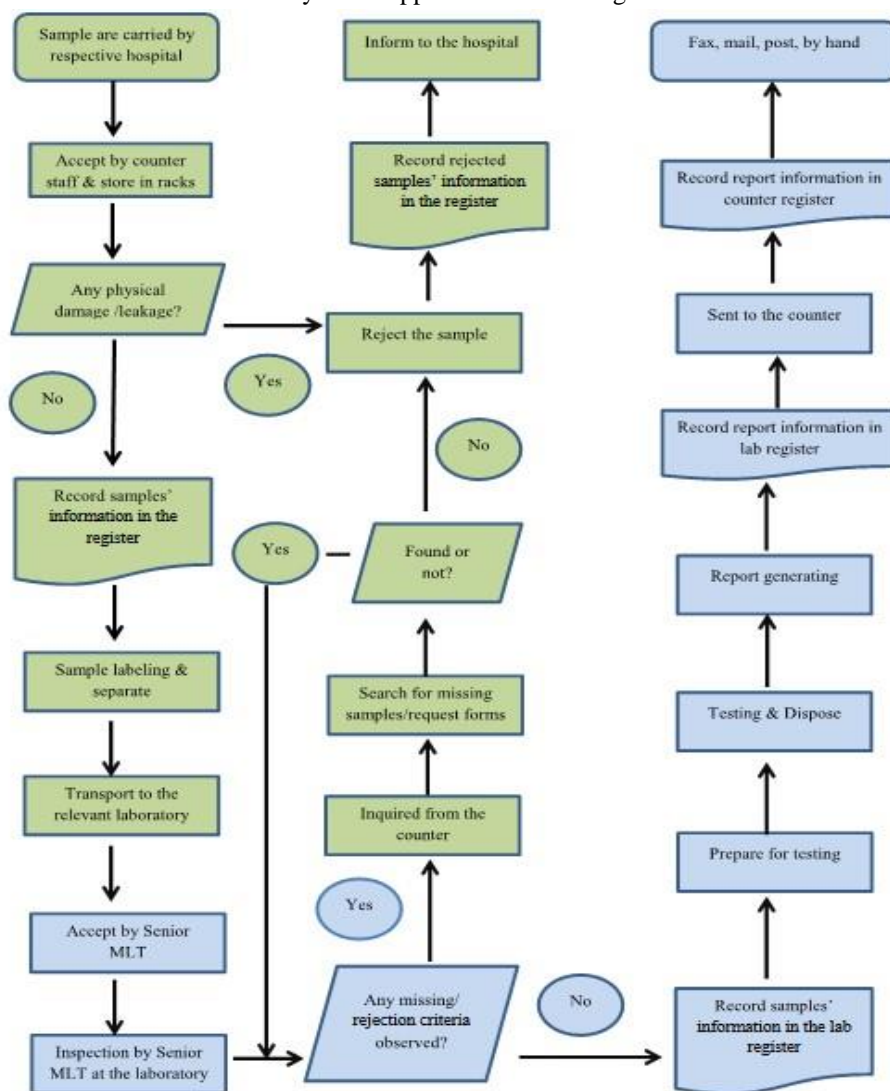 Sample are carried by
respective hospital
Accept by counter
staff & store in racks
Any physical
damage /leakage?
No
Yes
Record samples’
information in the
register
Sample labeling &
separate
Transport to the
relevant laboratory
Accept by Senior
MLT
Inspection by Senior
MLT at the laboratory
Inform to the hospital
Record rejected
samples’ information
in the register
Reject the sample
No
Yes
Found or
not?
Search for missing
samples/request forms
Inquired from the
counter
Yes
Any missing/
rejection criteria
observed?
No
Fax, mail, post, by hand
Record report information in
counter register
Sent to the counter
Record report information in
lab register
Report generating
Testing & Dispose
Prepare for testing
Record samples’
information in the lab
register